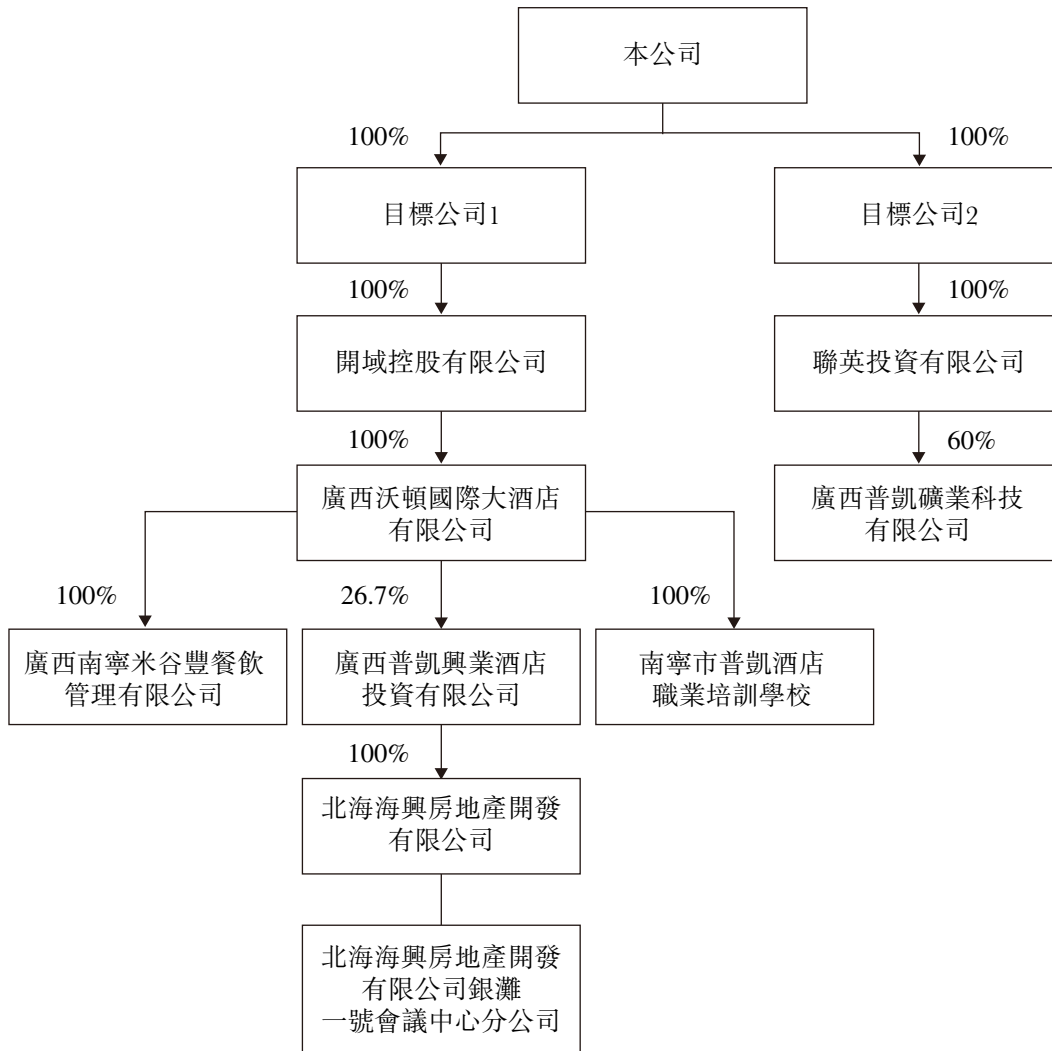 本公司
100%
100%
目標公司1
目標公司2
100%
100%
開域控股有限公司
聯英投資有限公司
100%
60%
廣西沃頓國際大酒店
有限公司
廣西普凱礦業科技
有限公司
100%
26.7%
100%
廣西南寧米谷豐餐飲
管理有限公司
廣西普凱興業酒店
投資有限公司
南寧市普凱酒店
職業培訓學校
100%
北海海興房地產開發
有限公司
北海海興房地產開發
有限公司銀灘
一號會議中心分公司